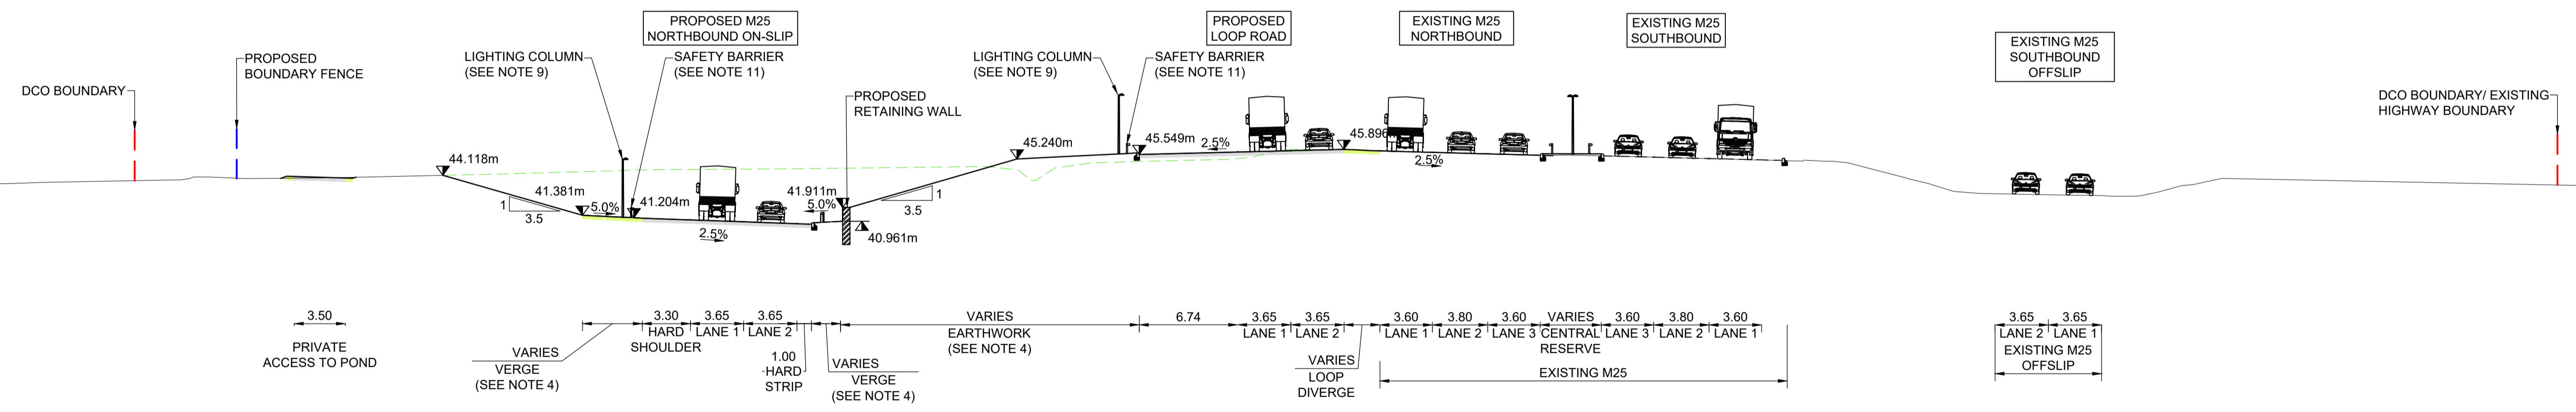 PROPOSED M25
NORTHBOUND ON-SLIP
PROPOSED
LOOP ROAD
EXISTING M25
NORTHBOUND
EXISTING M25
SOUTHBOUND
EXISTING M25
SOUTHBOUND
OFFSLIP
DCO BOUNDARY
PROPOSED
BOUNDARY FENCE
LIGHTING COLUMN
(SEE NOTE 9)
SAFETY BARRIER
(SEE NOTE 11)
PROPOSED
RETAINING WALL
LIGHTING COLUMN
(SEE NOTE 9)
SAFETY BARRIER
(SEE NOTE 11)
DCO BOUNDARY/ EXISTING
HIGHWAY BOUNDARY
44.118m
41.381m
5.0%
41.204m
2.5%
41.911m
5.0%
40.961m
1
3.5
1
3.5
45.240m
45.549m
2.5%
45.896m
2.5%
3.50
PRIVATE
ACCESS TO POND
VARIES
VERGE
(SEE NOTE 4)
3.30
HARD
SHOULDER
3.65
LANE 1
3.65
LANE 2
1.00
HARD
STRIP
VARIES
VERGE
(SEE NOTE 4)
VARIES
EARTHWORK
(SEE NOTE 4)
6.74
3.65
LANE 1
3.65
LANE 2
VARIES
LOOP
DIVERGE
3.60
LANE 1
3.80
LANE 2
3.60
LANE 3
VARIES
CENTRAL
RESERVE
3.60
LANE 3
3.80
LANE 2
3.60
LANE 1
EXISTING M25
3.65
LANE 2
3.65
LANE 1
EXISTING M25
OFFSLIP